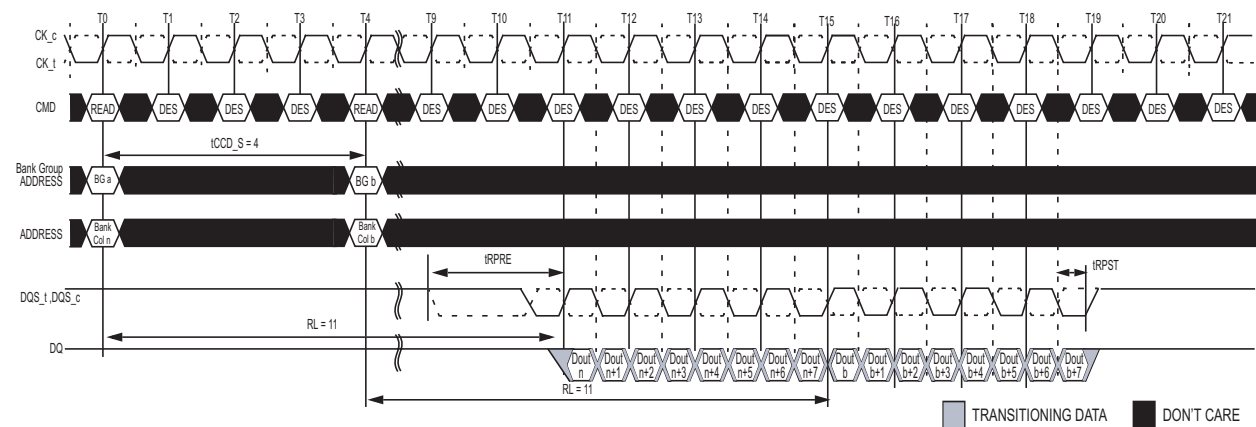 T0 T1 T2 T3 T4 T9 T10 T11 T12 T13 T14 T15 T16 T17 T18 T19 T20 T21
CK_c
CK_t
CMD READ DES DES DES READ DES DES DES DES DES DES DES DES DES DES DES DES DES
tCCD_S = 4
Bank Group
ADDRESS
BG a BG b
ADDRESS
Bank
Col n
Bank
Col b
tRPRE tRPST
DQS_t ,DQS_c
RL = 11
DQ
Dout
n
Dout
n+1
Dout
n+2
Dout
n+3
Dout
n+4
Dout
n+5
Dout
n+6
Dout
n+7
Dout
b
Dout
b+1
Dout
b+2
Dout
b+3
Dout
b+4
Dout
b+5
Dout
b+6
Dout
b+7
RL = 11
TRANSITIONING DATA DON'T CARE